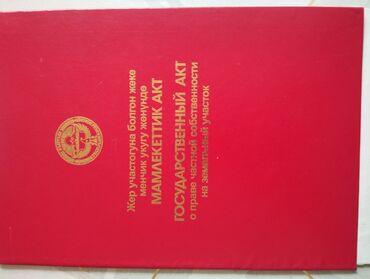 Жер участогуна болгон жеке
менчик укугу жөнүндө
МАМЛЕКЕТТИК АКТ
ГОСУДАРСТВЕННЫЙ АКТ
о праве частной собственности
на земельный участок